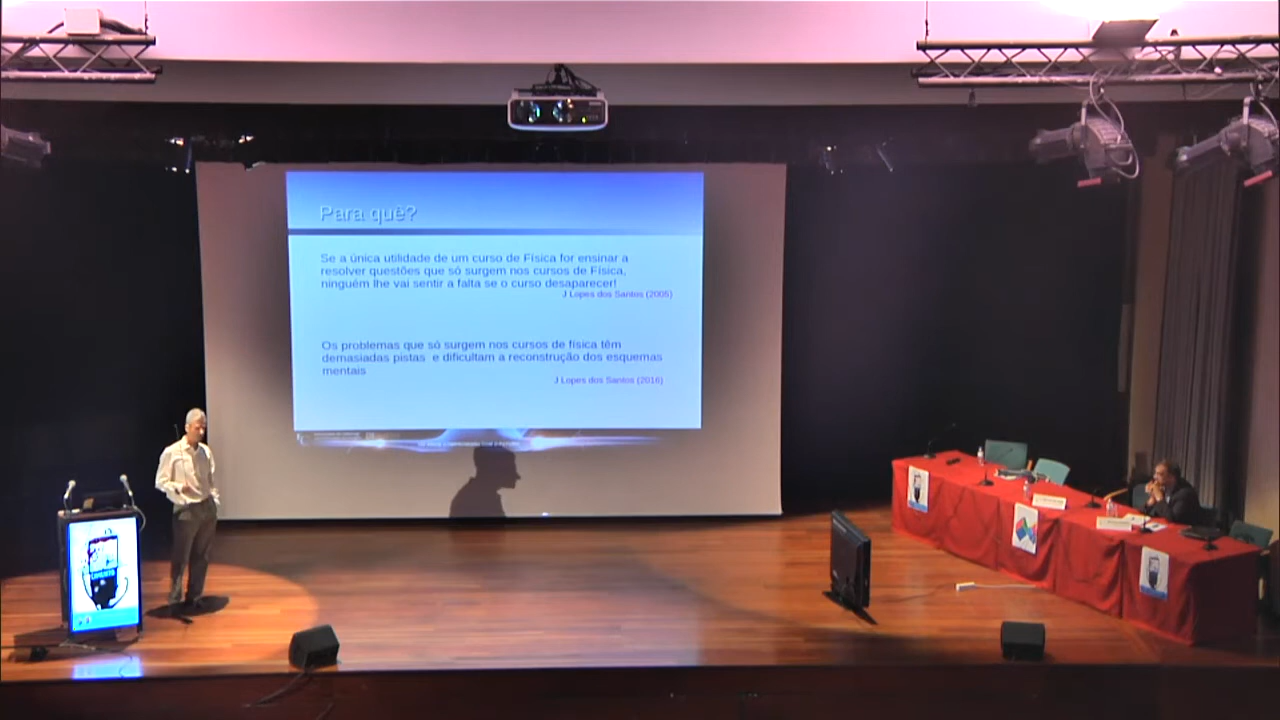 Para quê?
Se a única utilidade de um curso de Física for ensinar a
resolver questões que só surgem nos cursos de Física,
ninguém lhe vai sentir a falta se o curso desaparecer!
J Lopes dos Santos (2005)
Os problemas que só surgem nos cursos de física têm
demasiadas pistas e dificultam a reconstrução dos esquemas
mentais
J Lopes dos Santos (2016)